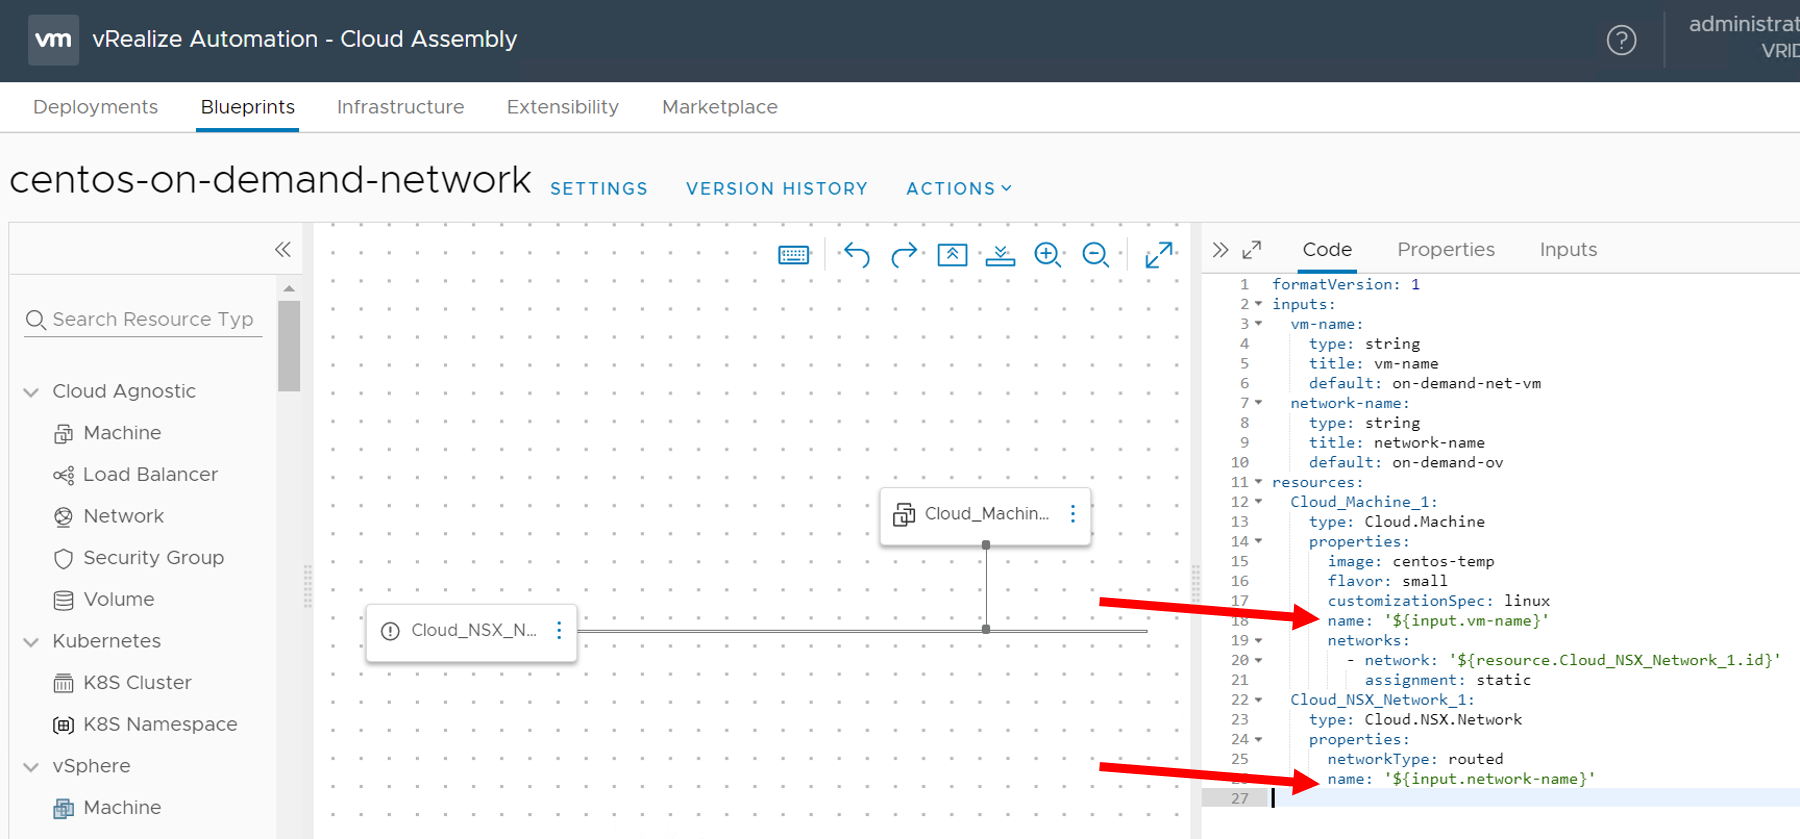 vm vRealize Automation - Cloud Assembly
administrat
VRID
Deployments Blueprints Infrastructure Extensibility Marketplace
centos-on-demand-network SETTINGS VERSION HISTORY ACTIONS
Search Resource Typ
Cloud Agnostic
Machine
Load Balancer
Network
Security Group
Volume
Kubernetes
K8S Cluster
K8S Namespace
vSphere
Machine
Cloud_Machin...
Cloud_NSX_N...
Code Properties Inputs
1 formatVersion: 1
2 inputs:
3 vm-name:
4 type: string
5 title: vm-name
6 default: on-demand-net-vm
7 network-name:
8 type: string
9 title: network-name
10 default: on-demand-ov
11 resources:
12 Cloud_Machine_1:
13 type: Cloud.Machine
14 properties:
15 image: centos-temp
16 flavor: small
17 customizationSpec: linux
18 name: '${input.vm-name}'
19 networks:
20 - network: '${resource.Cloud_NSX_Network_1.id}'
21 assignment: static
22 Cloud_NSX_Network_1:
23 type: Cloud.NSX.Network
24 properties:
25 networkType: routed
name: '${input.network-name}'
27